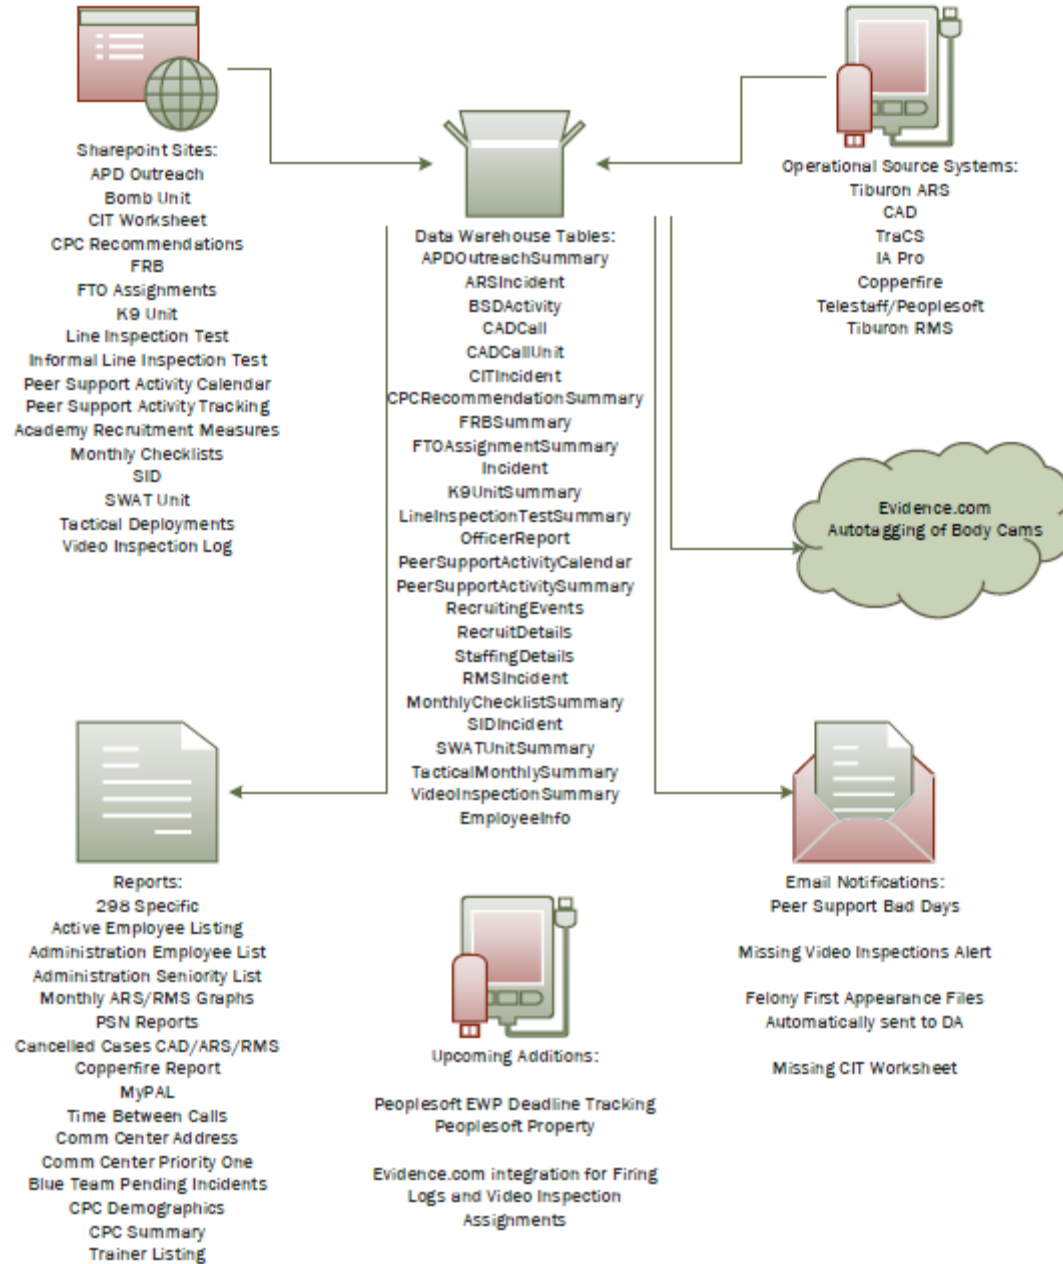 Sharepoint Sites:
APD Outreach
Bomb Unit
CIT Worksheet
CPC Recommendations
FRB
FTO Assignments
K9 Unit
Line Inspection Test
Informal Line Inspection Test
Peer Support Activity Calendar
Peer Support Activity Tracking
Academy Recruitment Measures
Monthly Checklists
SID
SWAT Unit
Tactical Deployments
Video Inspection Log
Data Warehouse Tables:
APDOutreachSummary
ARSIncident
BSDActivity
CADCall
CADCallUnit
CITIncident
CPCRecommendationSummary
FRBSummary
FTOAssignmentSummary
Incident
K9UnitSummary
LineInspectionTestSummary
OfficerReport
PeerSupportActivityCalendar
PeerSupportActivitySummary
RecruitingEvents
RecruitDetails
StaffingDetails
RMSIncident
MonthlyChecklistSummary
SIDIncident
SWATUnitSummary
TacticalMonthlySummary
VideoInspectionSummary
EmployeeInfo
Operational Source Systems:
Tiburon ARS
CAD
TraCS
IA Pro
Copperfire
Telestaff/Peoplesoft
Tiburon RMS
Evidence.com
Autotagging of Body Cams
Reports:
298 Specific
Active Employee Listing
Administration Employee List
Administration Seniority List
Monthly ARS/RMS Graphs
PSN Reports
Cancelled Cases CAD/ARS/RMS
Copperfire Report
MyPAL
Time Between Calls
Comm Center Address
Comm Center Priority One
Blue Team Pending Incidents
CPC Demographics
CPC Summary
Trainer Listing
Upcoming Additions:
Peoplesoft EWP Deadline Tracking
Peoplesoft Property
Evidence.com integration for Firing
Logs and Video Inspection
Assignments
Email Notifications:
Peer Support Bad Days
Missing Video Inspections Alert
Felony First Appearance Files
Automatically sent to DA
Missing CIT Worksheet